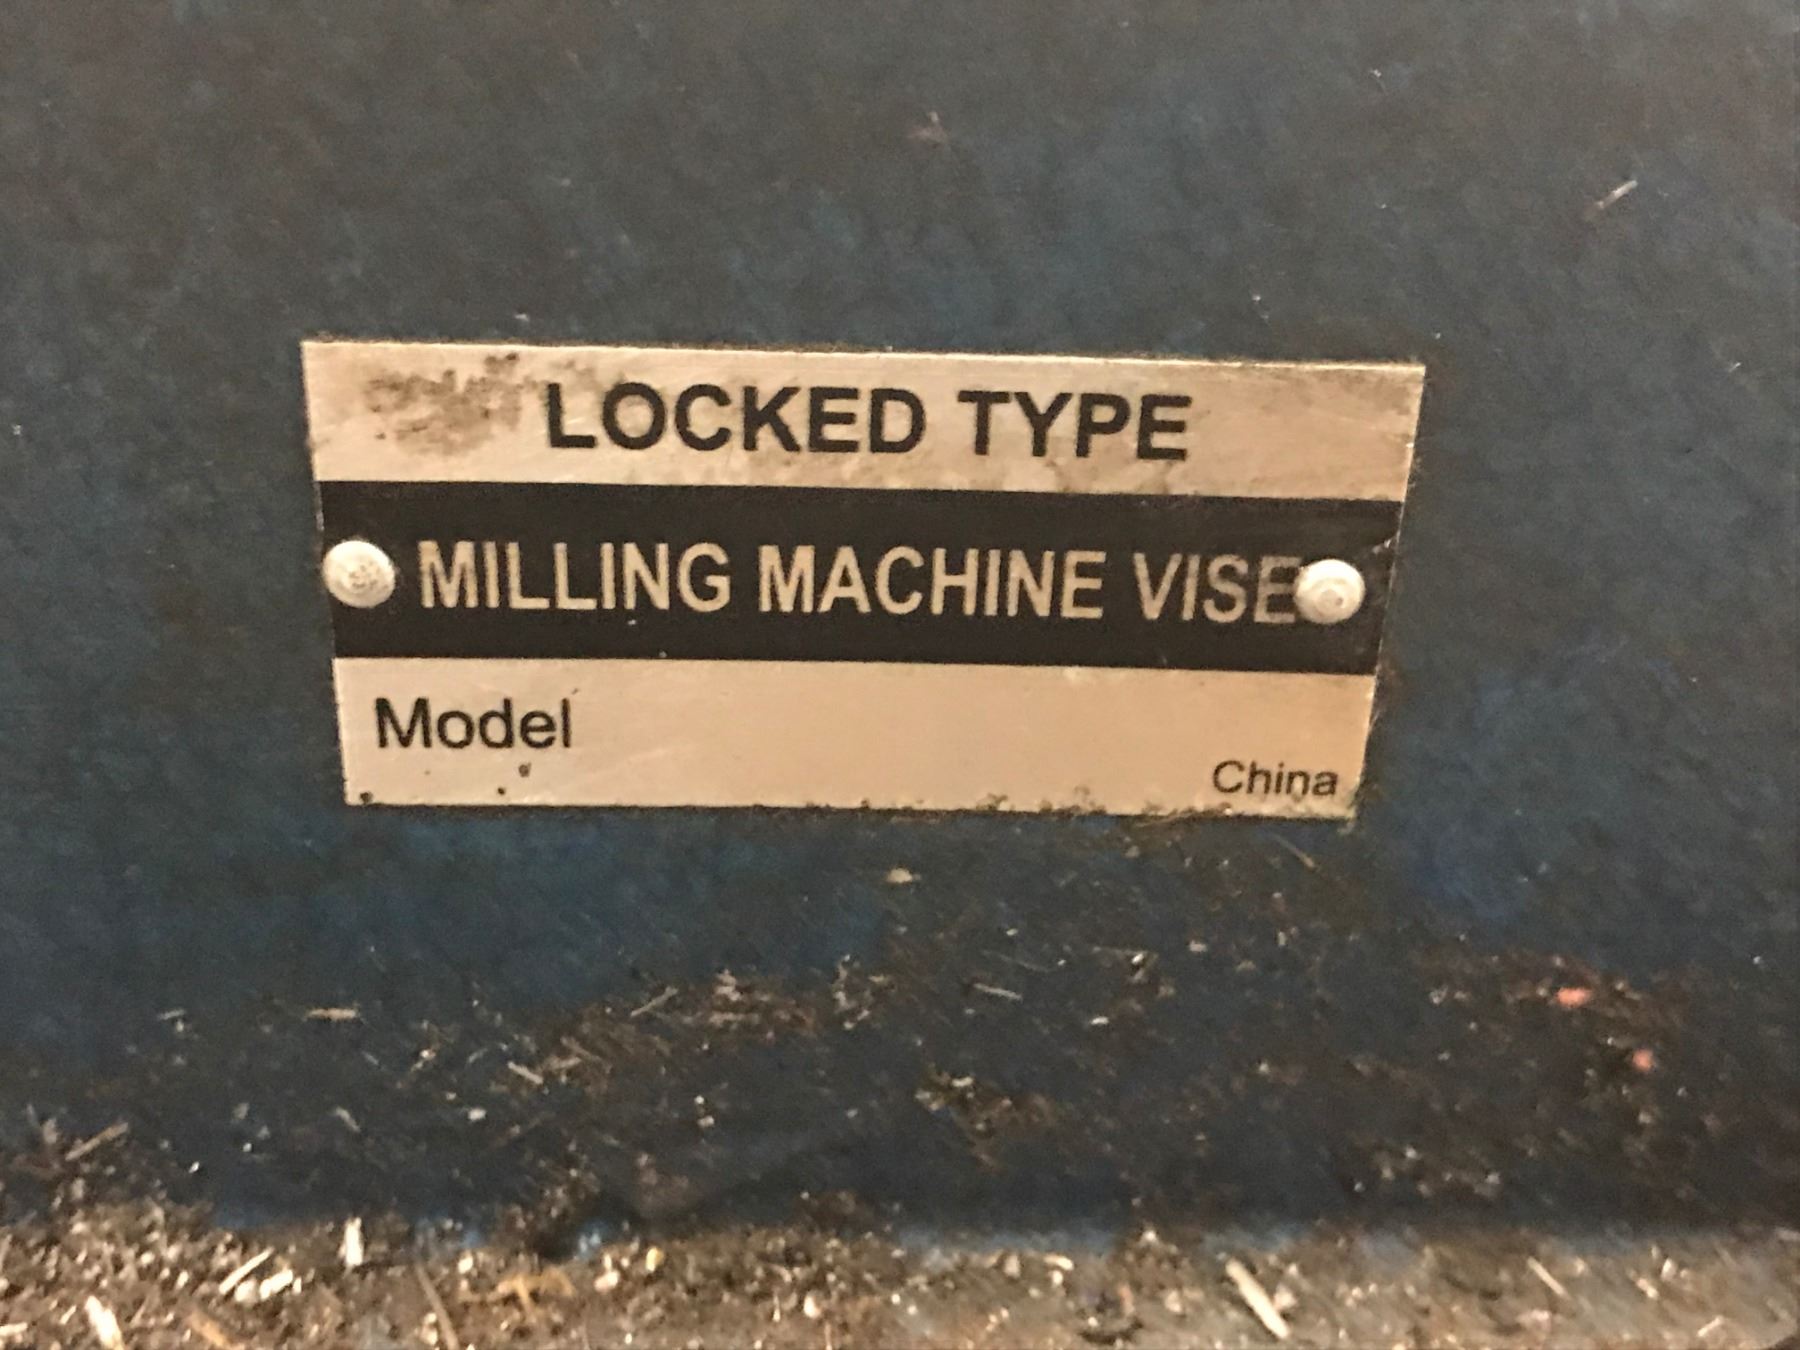 LOCKED TYPE
MILLING MACHINE VISE
Model
China